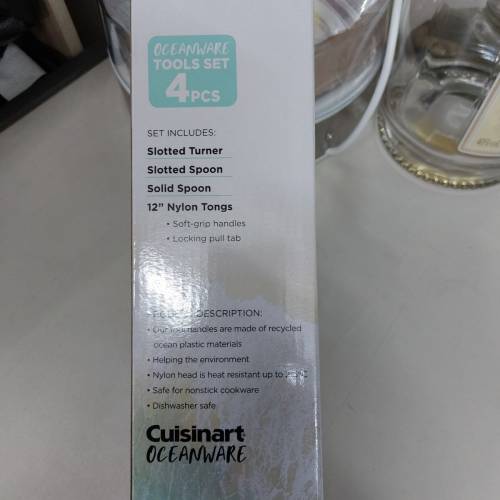 OCEANWARE
TOOLS SET
4PCS
SET INCLUDES:
Slotted Turner
Slotted Spoon
Solid Spoon
12" Nylon Tongs
• Soft-grip handles
• Locking pull tab
DESCRIPTION:
• Our tool handles are made of recycled
ocean plastic materials
• Helping the environment
• Nylon head is heat resistant up to
• Safe for nonstick cookware
• Dishwasher safe
Cuisinart
OCEANWARE